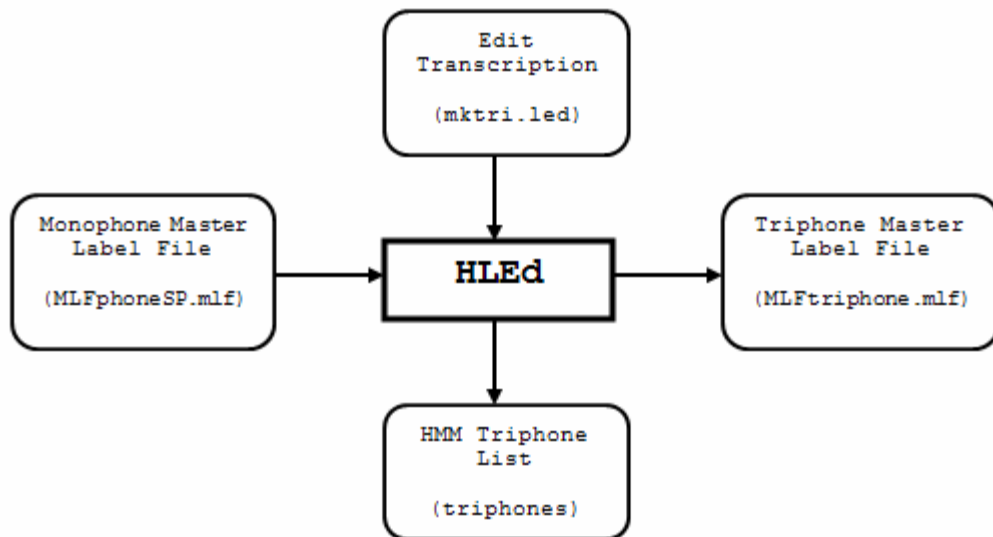 Edit
Transcription
(mktri.led)
Monophone Master
Label File
(MLFphoneSP.mlf)
HLEd
Triphone Master
Label File
(MLFtriphone.mlf)
HMM Triphone
List
(triphones)